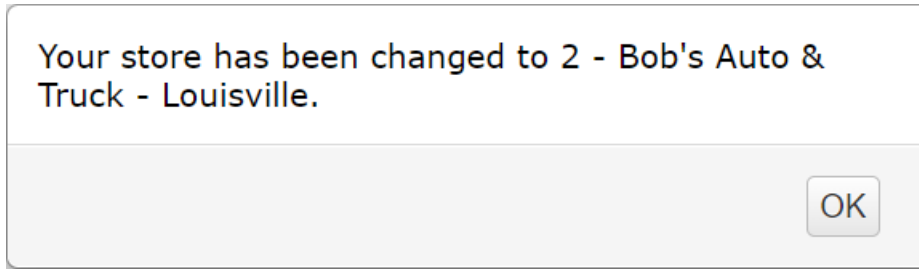 Your store has been changed to 2 - Bob's Auto &
Truck - Louisville.
OK